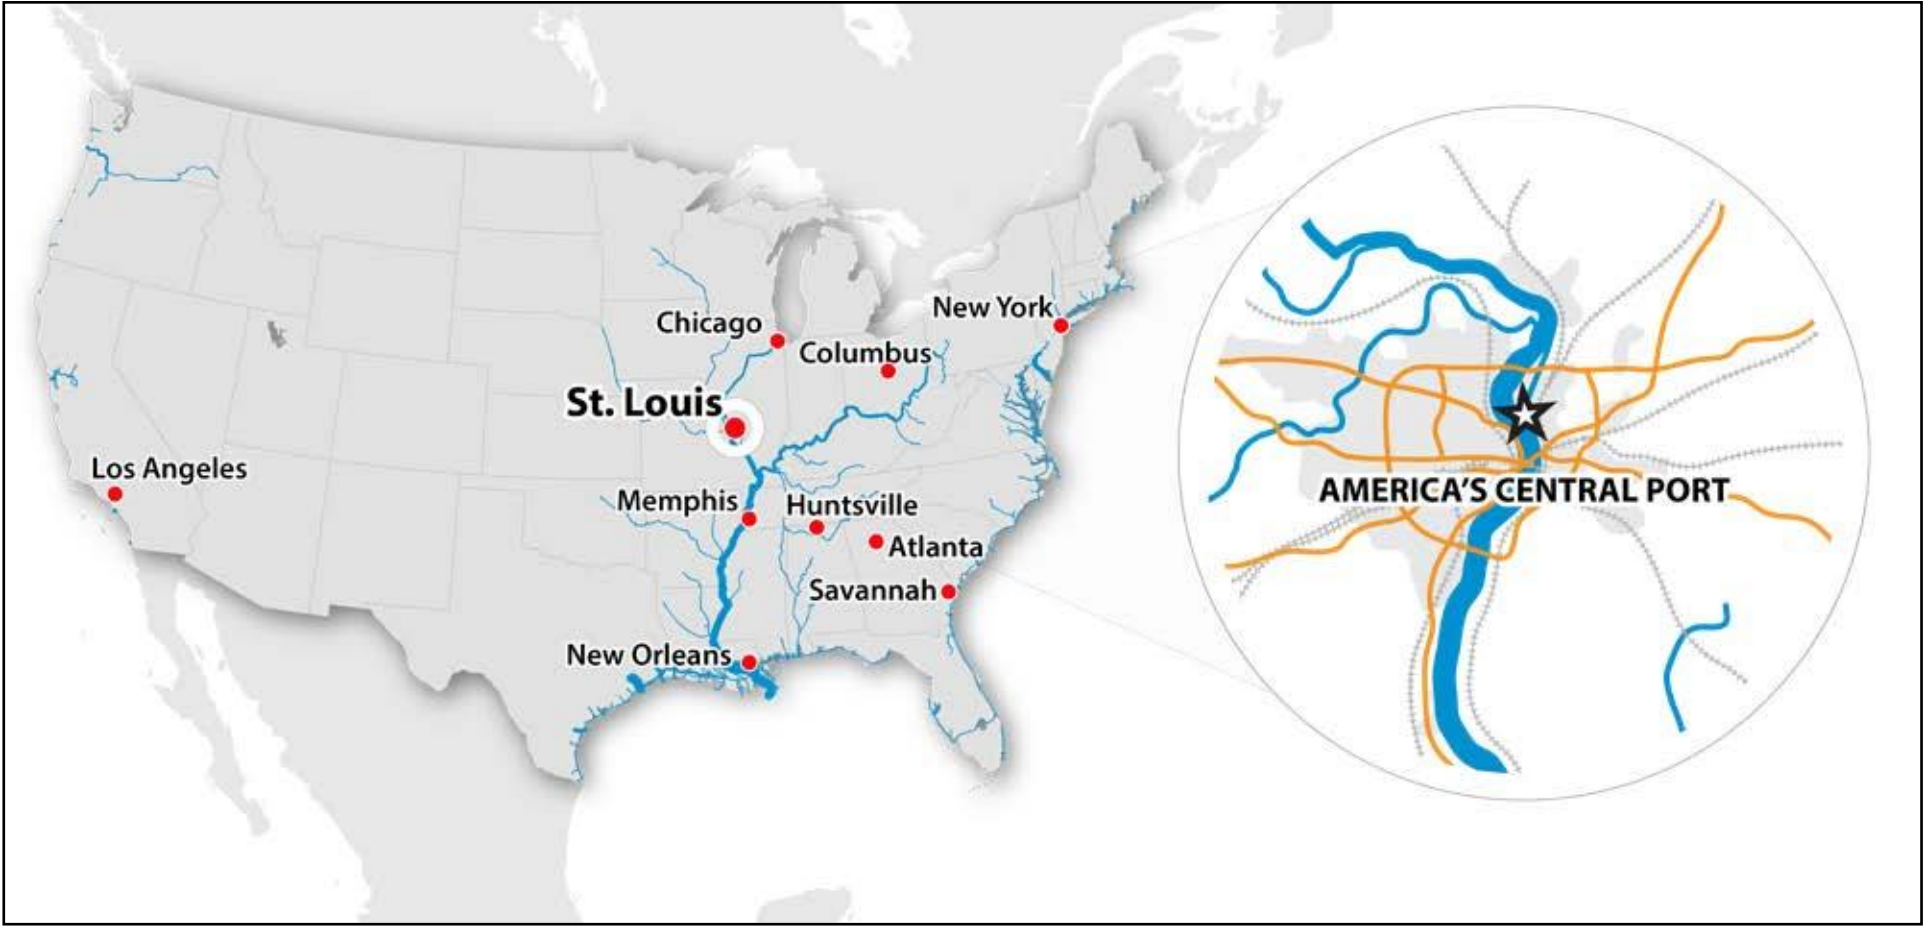 New York
Chicago
Columbus
St. Louis
Los Angeles
Memphis
Huntsville
Atlanta
Savannah
New Orleans
AMERICA'S CENTRAL PORT